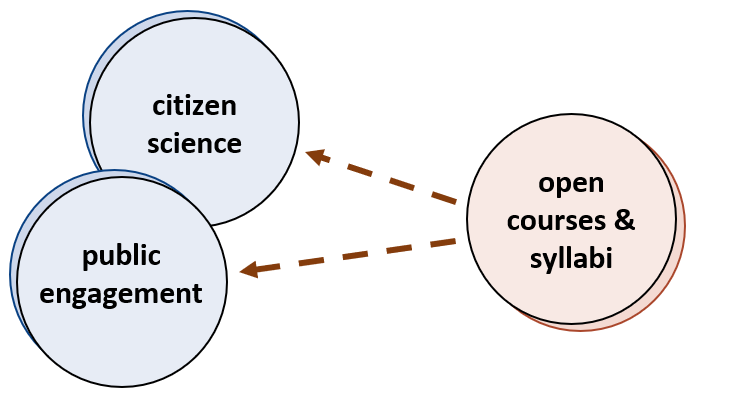 citizen
science
public
engagement
open
courses &
syllabi